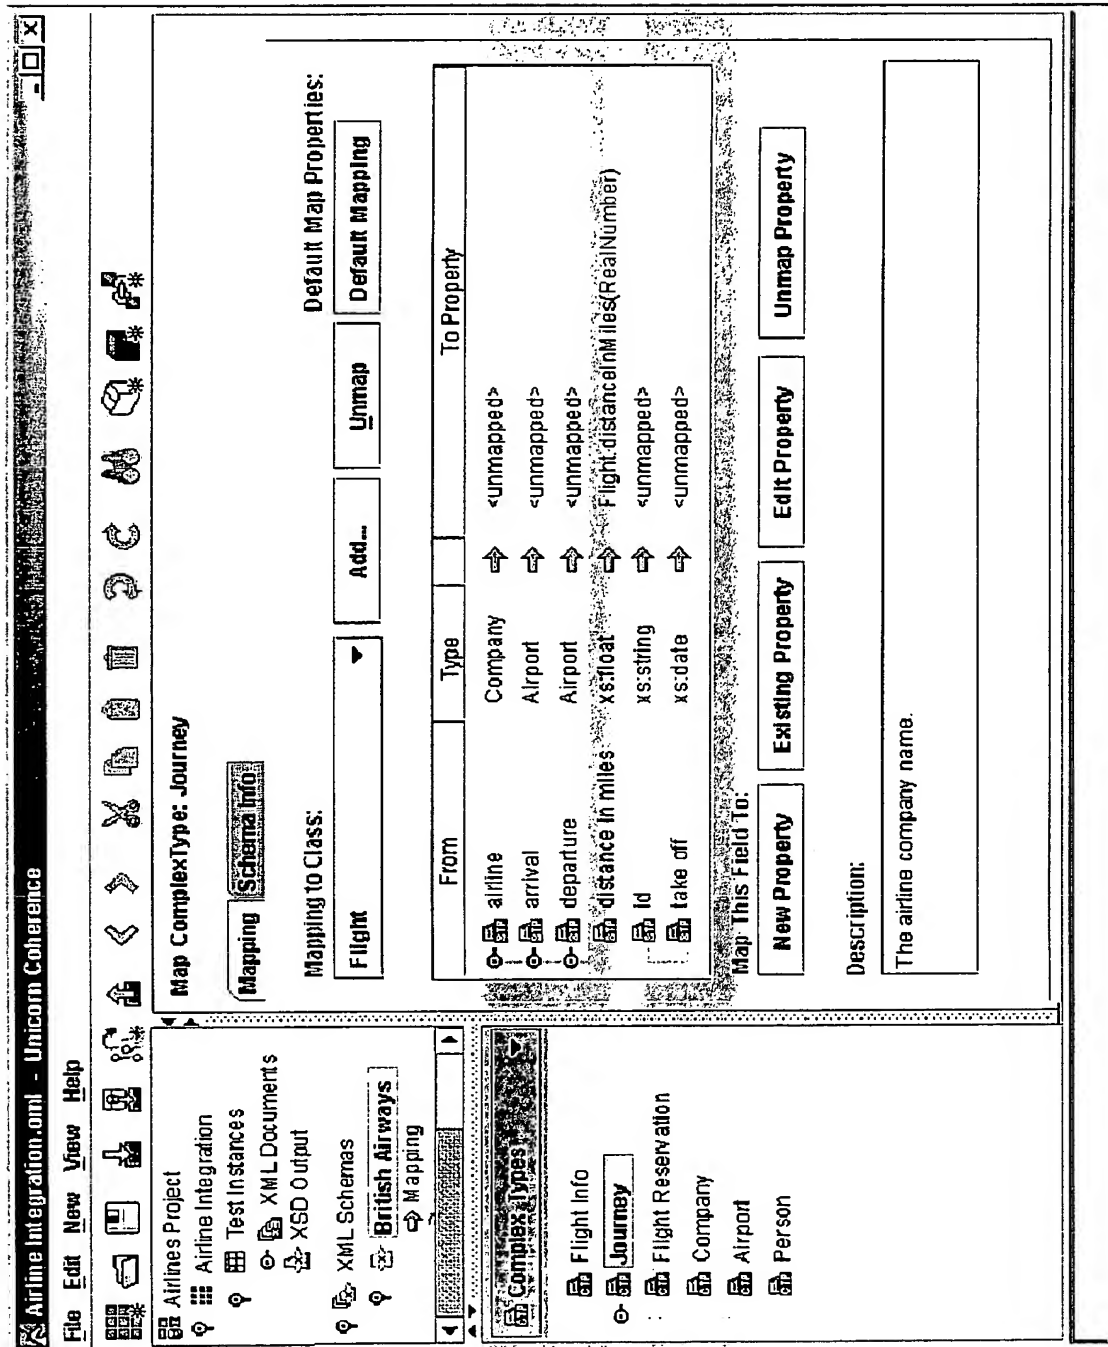 Airline Integration.oml - Unicorn Coherence
File Edit New View Help
Airlines Project
Airline Integration
Test Instances
XML Documents
XSD Output
XML Schemas
British Airways
Mapping
Complex Types
Flight Info
Journey
Flight Reservation
Company
Airport
Person
Map ComplexType: Journey
Mapping Schema Info
Mapping to Class: Default Map Properties:
Flight Add... Unmap Default Mapping
From Type To Property
airline Company <unmapped>
arrival Airport <unmapped>
departure Airport <unmapped>
distance in miles xs:float Flight.distanceInMiles(RealNumber)
id xs:string <unmapped>
take off xs:date <unmapped>
Map This Field To:
New Property Existing Property Edit Property Unmap Property
Description:
The airline company name.